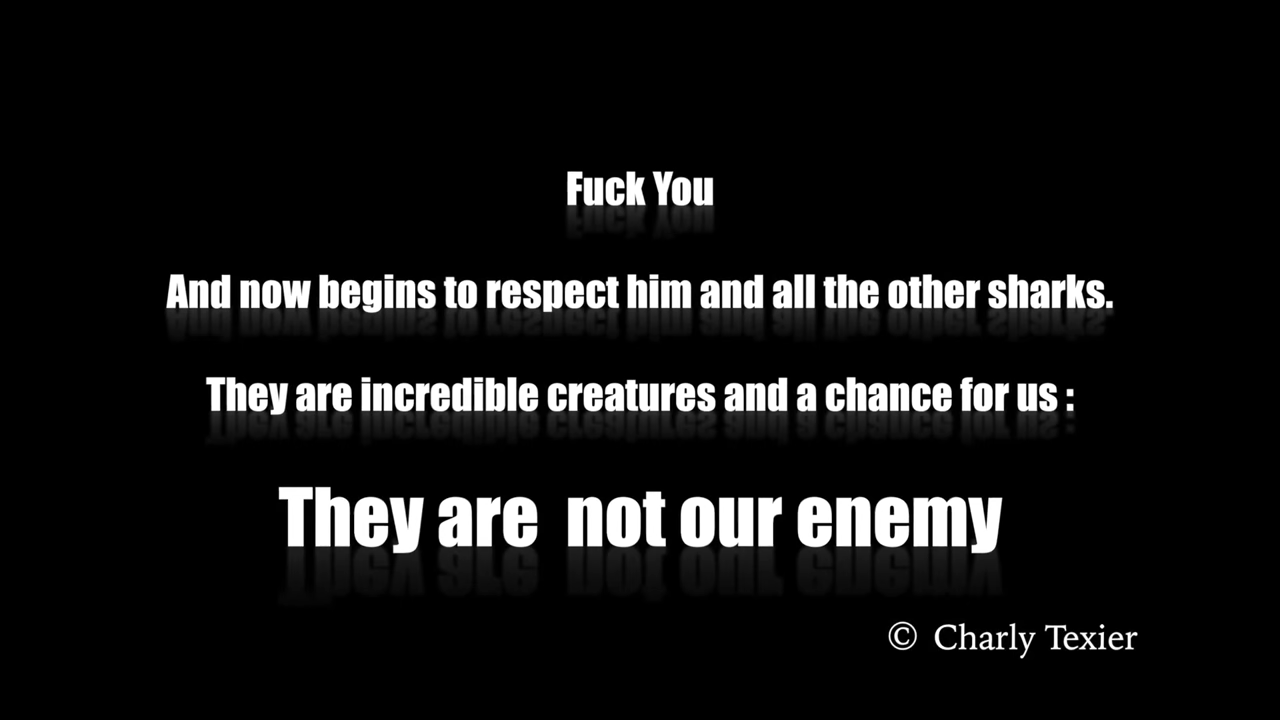 Fuck You
And now begins to respect him and all the other sharks.
They are incredible creatures and a chance for us :
They are not our enemy
© Charly Texier